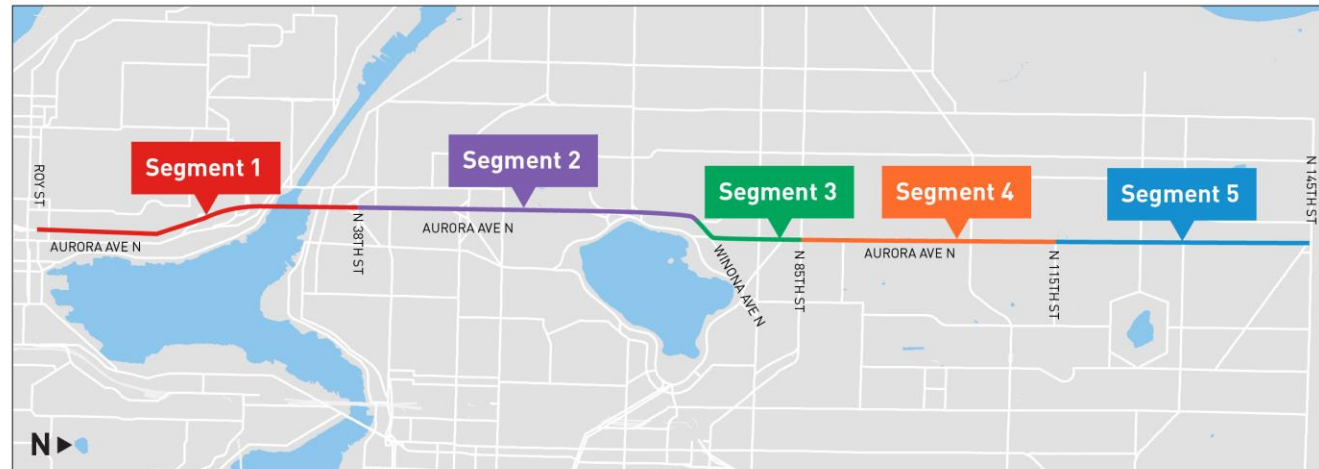 ROY ST.
Segment 1
AURORA AVE N
N 38TH ST
Segment 2
AURORA AVE N
Segment 3
WINONA AVE N
N 85TH ST
Segment 4
AURORA AVE N
N 115TH ST
Segment 5
N 145TH ST
N